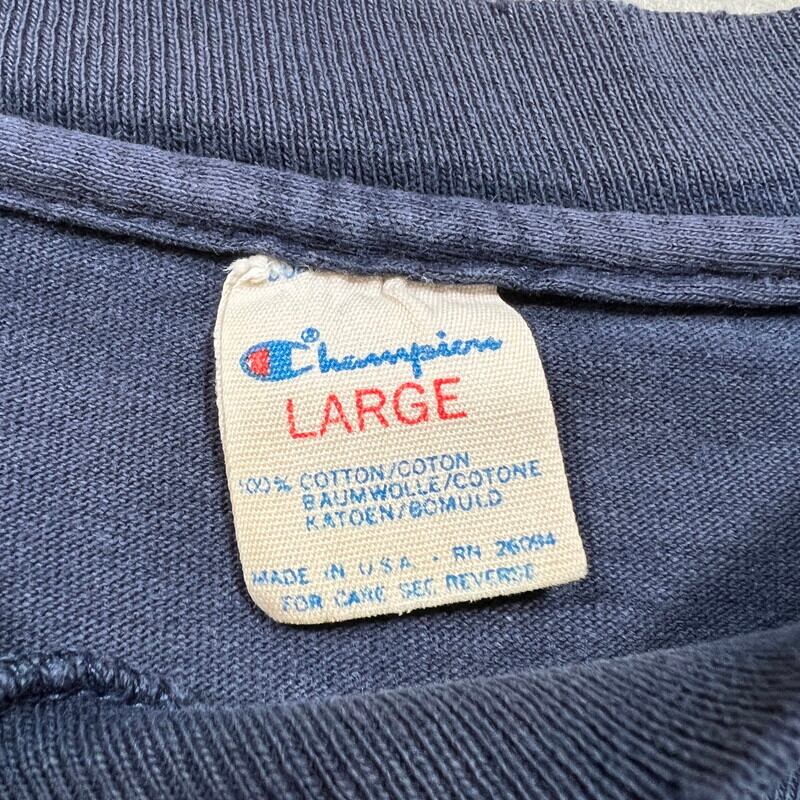 Champion®
LARGE
100% COTTON/COTON
BAUMWOLLE/COTONE
KATOEN/BOMULD
MADE IN U.S.A. · RN 26094
FOR CARE SEE REVERSE